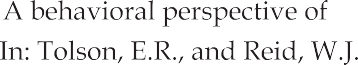 A behavioral perspective of
In: Tolson, E.R., and Reid, W.J.